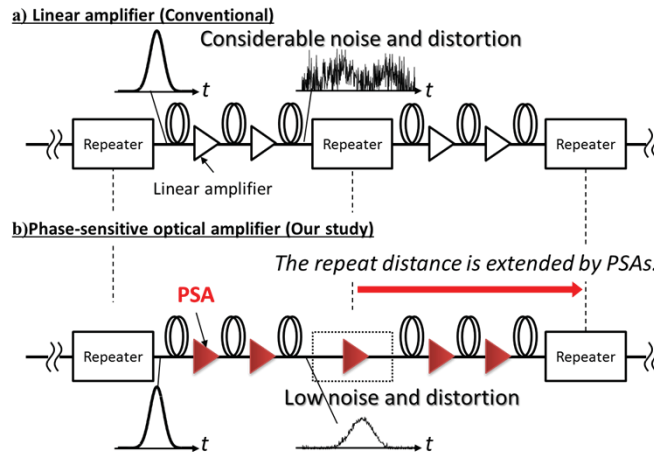 a) Linear amplifier (Conventional)
Considerable noise and distortion
t
t
Repeater
Repeater
Repeater
Linear amplifier
b)Phase-sensitive optical amplifier (Our study)
The repeat distance is extended by PSAs.
PSA
Repeater
Repeater
Low noise and distortion
t
t